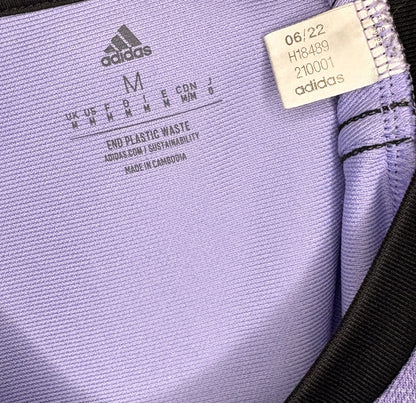 adidas
M
UK US F D I E CDN
M M M M M M M/M G
END PLASTIC WASTE
ADIDAS.COM / SUSTAINABILITY
MADE IN CAMBODIA
06/22
H18489
210001
adidas